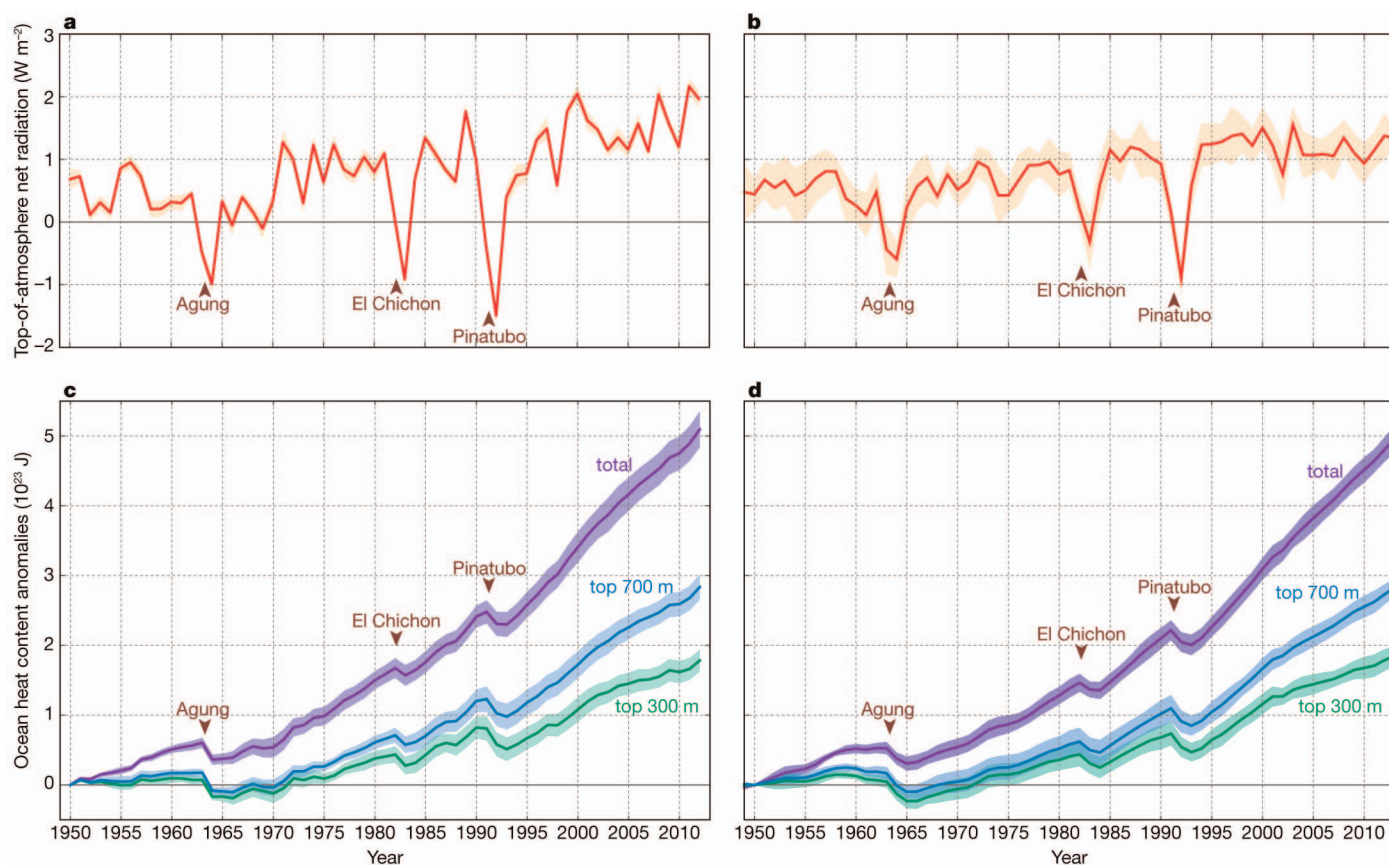 a
b
Top-of-atmosphere net radiation (W m⁻²)
3
2
1
0
−1
−2
Agung
El Chichon
Pinatubo
Agung
El Chichon
Pinatubo
c
d
Ocean heat content anomalies (10²³ J)
5
4
3
2
1
0
total
Pinatubo
top 700 m
El Chichon
Agung
top 300 m
total
Pinatubo
top 700 m
El Chichon
Agung
top 300 m
1950 1955 1960 1965 1970 1975 1980 1985 1990 1995 2000 2005 2010
1950 1955 1960 1965 1970 1975 1980 1985 1990 1995 2000 2005 2010
Year
Year